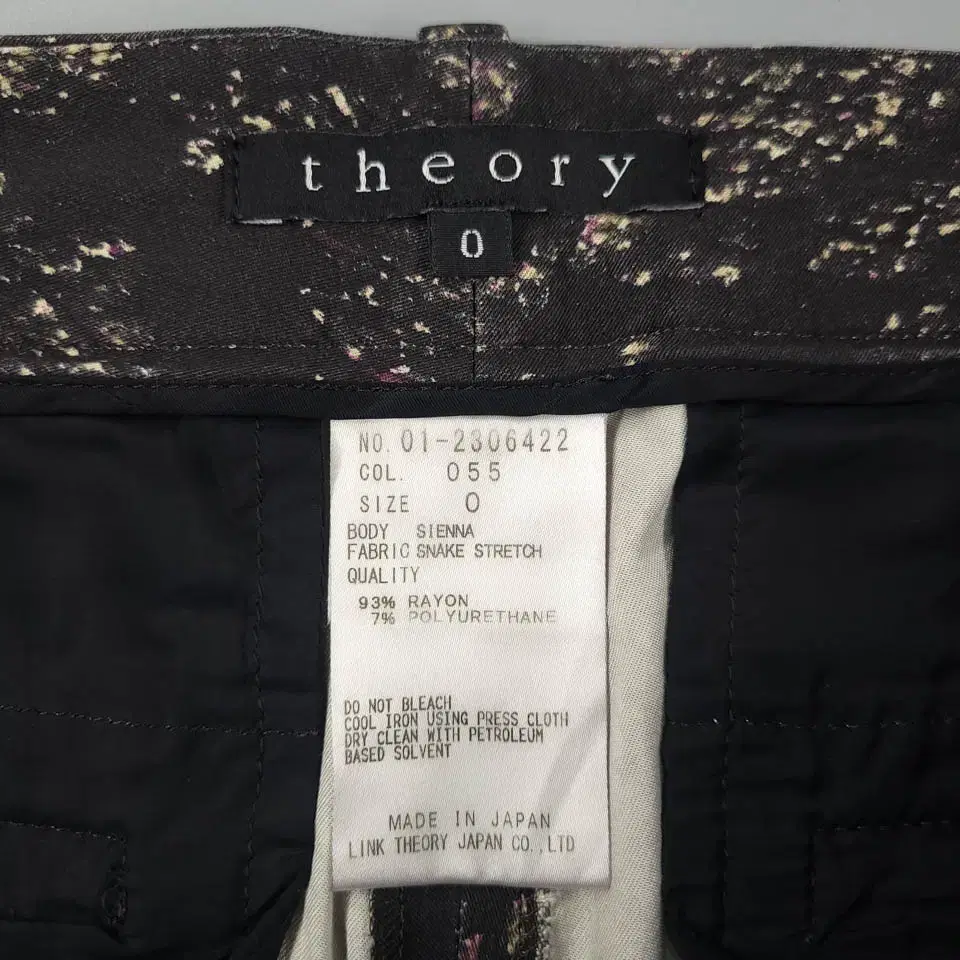 theory
0
NO. 01-2306422
COL. 055
SIZE 0
BODY SIENNA
FABRIC SNAKE STRETCH
QUALITY
93% RAYON
7% POLYURETHANE
DO NOT BLEACH
COOL IRON USING PRESS CLOTH
DRY CLEAN WITH PETROLEUM
BASED SOLVENT
MADE IN JAPAN
LINK THEORY JAPAN CO.,LTD